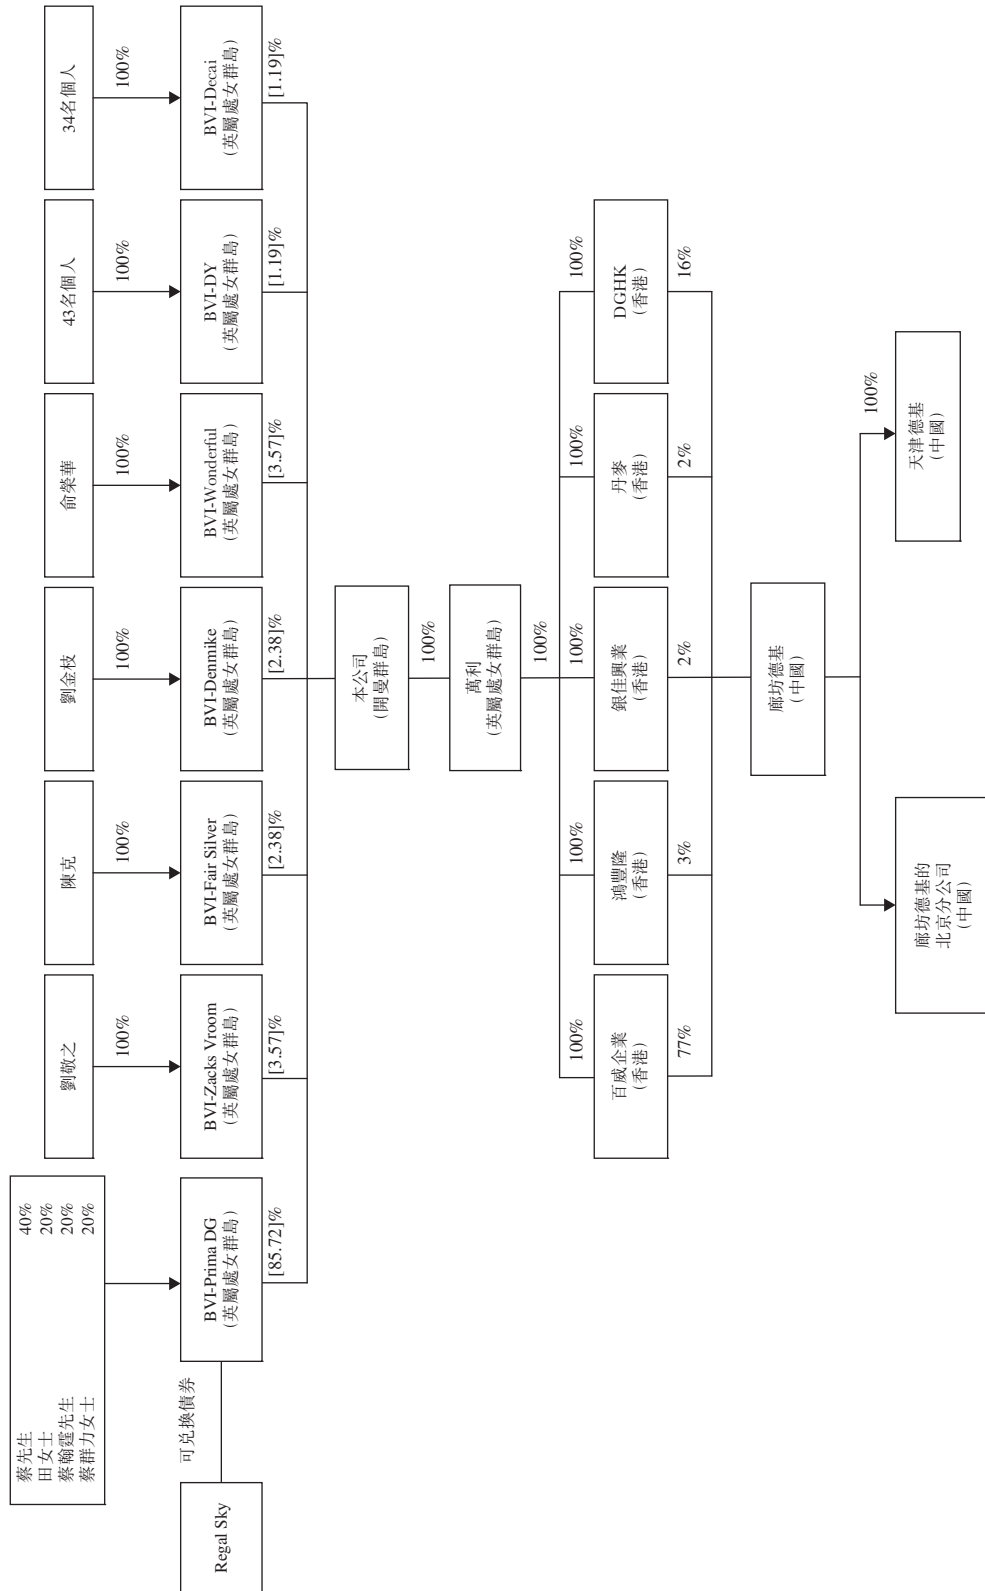 蔡先生 40%
田女士 20%
蔡翰霆先生 20%
蔡群力女士 20%
劉敬之
陳克
劉金枝
俞榮華
43名個人
34名個人
100%
100%
100%
100%
100%
100%
Regal Sky
可兌換債券
BVI-Prima DG
(英屬處女群島)
BVI-Zacks Vroom
(英屬處女群島)
BVI-Fair Silver
(英屬處女群島)
BVI-Denmike
(英屬處女群島)
BVI-Wonderful
(英屬處女群島)
BVI-DY
(英屬處女群島)
BVI-Decai
(英屬處女群島)
[85.72]%
[3.57]%
[2.38]%
[2.38]%
[3.57]%
[1.19]%
[1.19]%
本公司
(開曼群島)
100%
萬利
(英屬處女群島)
100%
100%
100%
100%
100%
100%
百威企業
(香港)
鴻豐隆
(香港)
銀佳興業
(香港)
丹麥
(香港)
DGHK
(香港)
77%
3%
2%
2%
16%
廊坊德基
(中國)
100%
廊坊德基的
北京分公司
(中國)
天津德基
(中國)